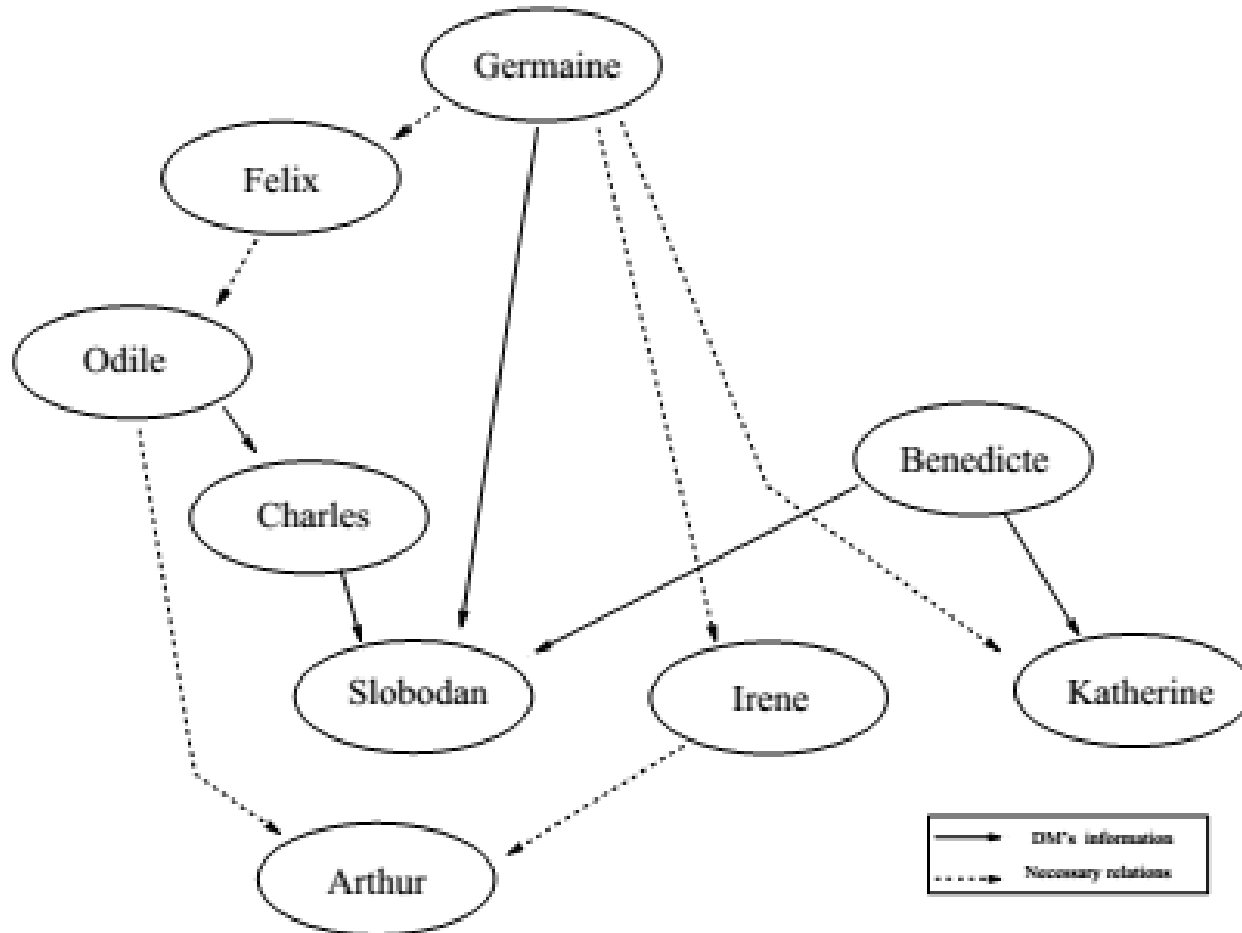 Germaine
Felix
Odile
Benedicte
Charles
Slobodan
Irene
Katherine
DM's information
Necessary relations
Arthur